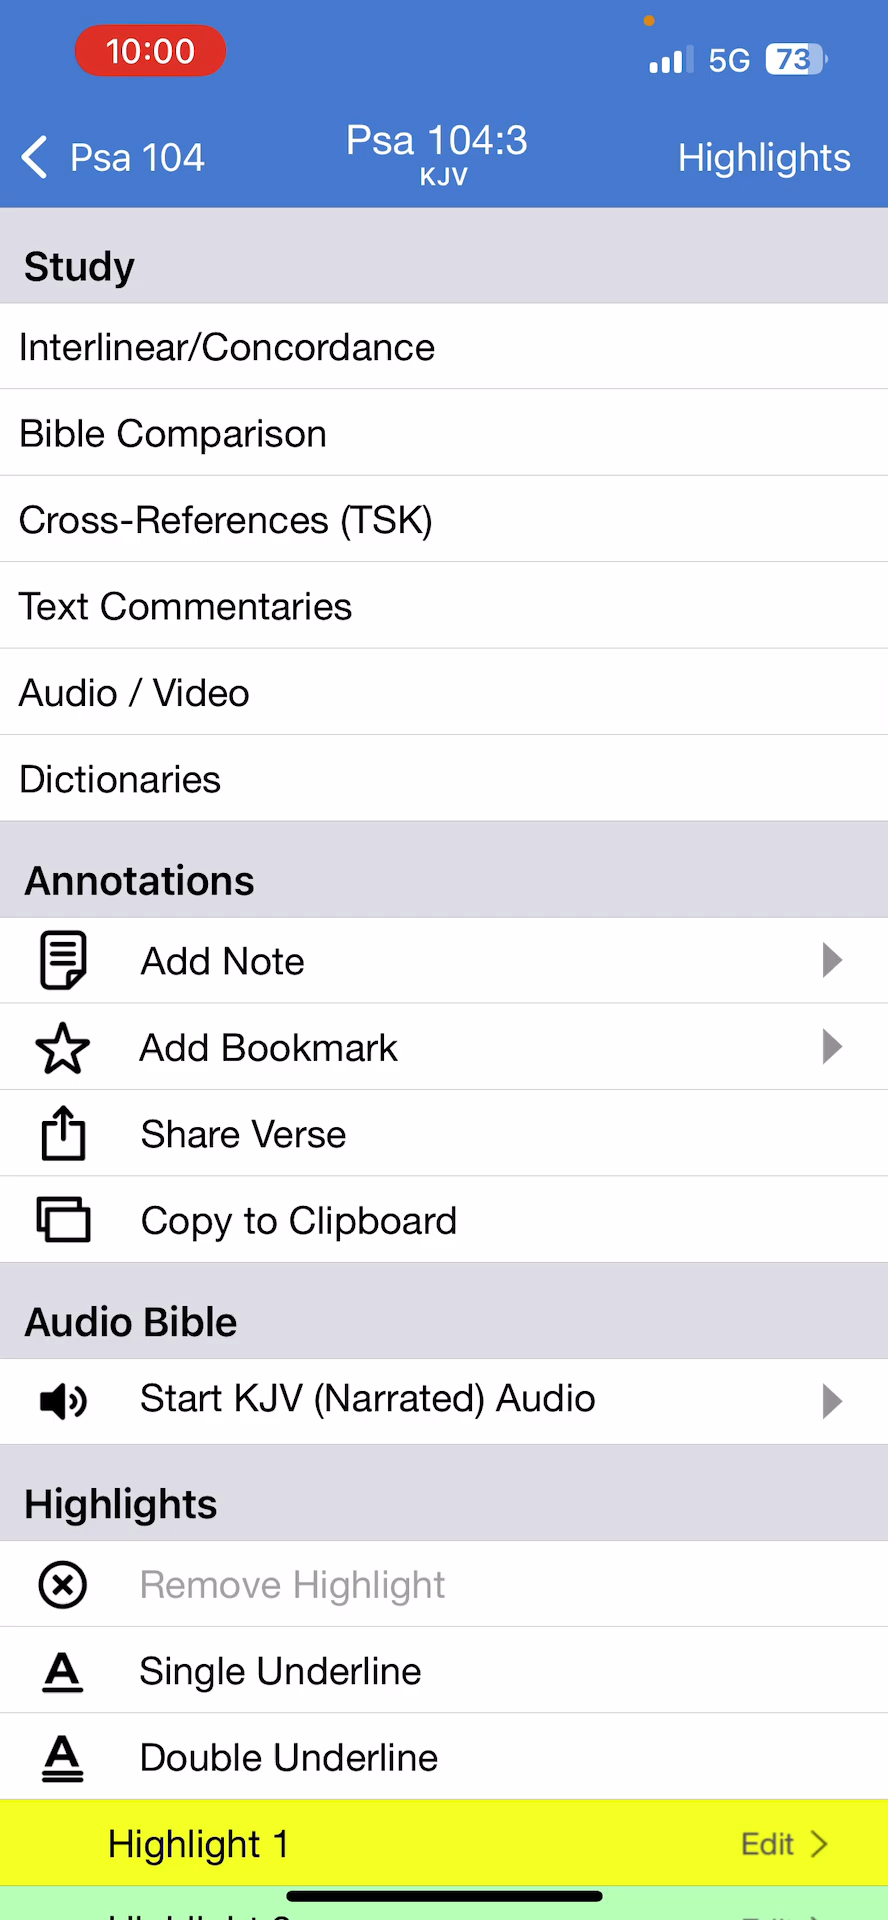 10:00
5G 73
Psa 104
Psa 104:3
KJV
Highlights
Study
Interlinear/Concordance
Bible Comparison
Cross-References (TSK)
Text Commentaries
Audio / Video
Dictionaries
Annotations
Add Note
Add Bookmark
Share Verse
Copy to Clipboard
Audio Bible
Start KJV (Narrated) Audio
Highlights
Remove Highlight
A Single Underline
A Double Underline
Highlight 1 Edit